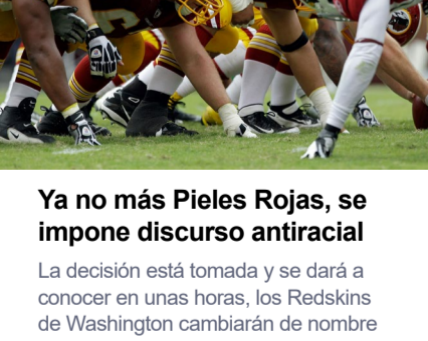 Ya no más Pieles Rojas, se
impone discurso antiracial
La decisión está tomada y se dará a
conocer en unas horas, los Redskins
de Washington cambiarán de nombre